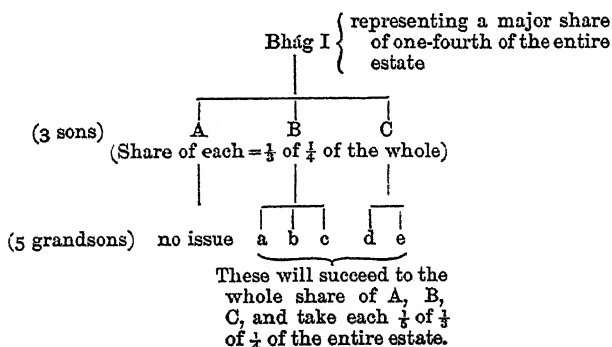 Bhág I { representing a major share
of one-fourth of the entire
estate
(3 sons) A B C
(Share of each = 1/3 of 1/4 of the whole)
(5 grandsons) no issue a b c d e
These will succeed to the
whole share of A, B,
C, and take each 1/5 of 1/3
of 1/4 of the entire estate.